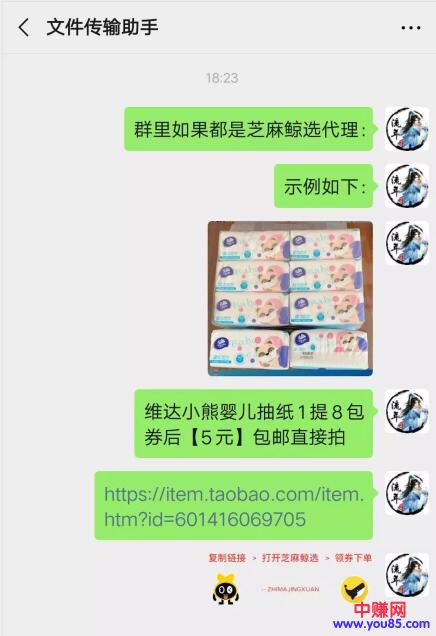 文件传输助手
18:23
群里如果都是芝麻鲸选代理：
示例如下：
维达小熊婴儿抽纸1提8包
券后【5元】包邮直接拍
https://item.taobao.com/item.
htm?id=601416069705
复制链接 > 打开芝麻鲸选 > 领券下单
-- ZHIMAJINGXUAN >
中赚网
www.you85.com